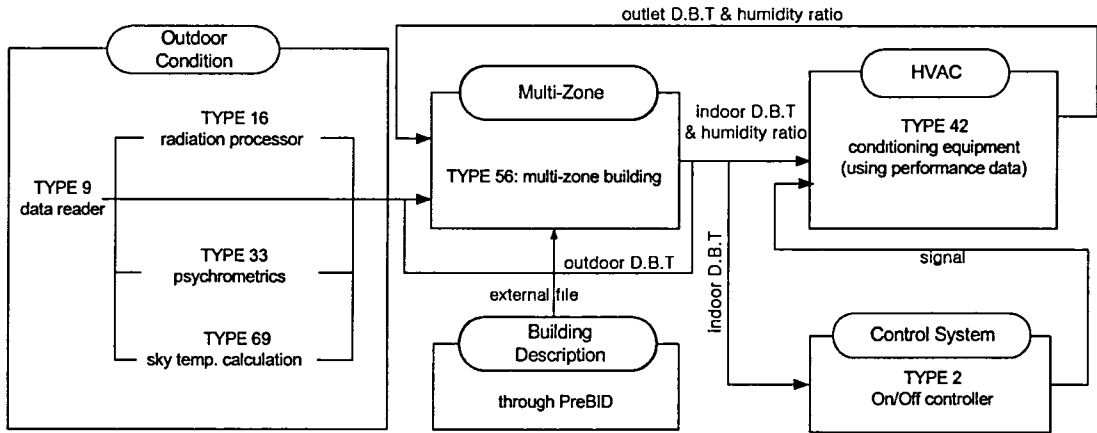 outlet D.B.T & humidity ratio
Outdoor
Condition
TYPE 16
radiation processor
TYPE 9
data reader
TYPE 33
psychrometrics
TYPE 69
sky temp. calculation
Multi-Zone
TYPE 56: multi-zone building
outdoor D.B.T
external file
Building
Description
through PreBID
indoor D.B.T
& humidity ratio
indoor D.B.T
HVAC
TYPE 42
conditioning equipment
(using performance data)
signal
Control System
TYPE 2
On/Off controller